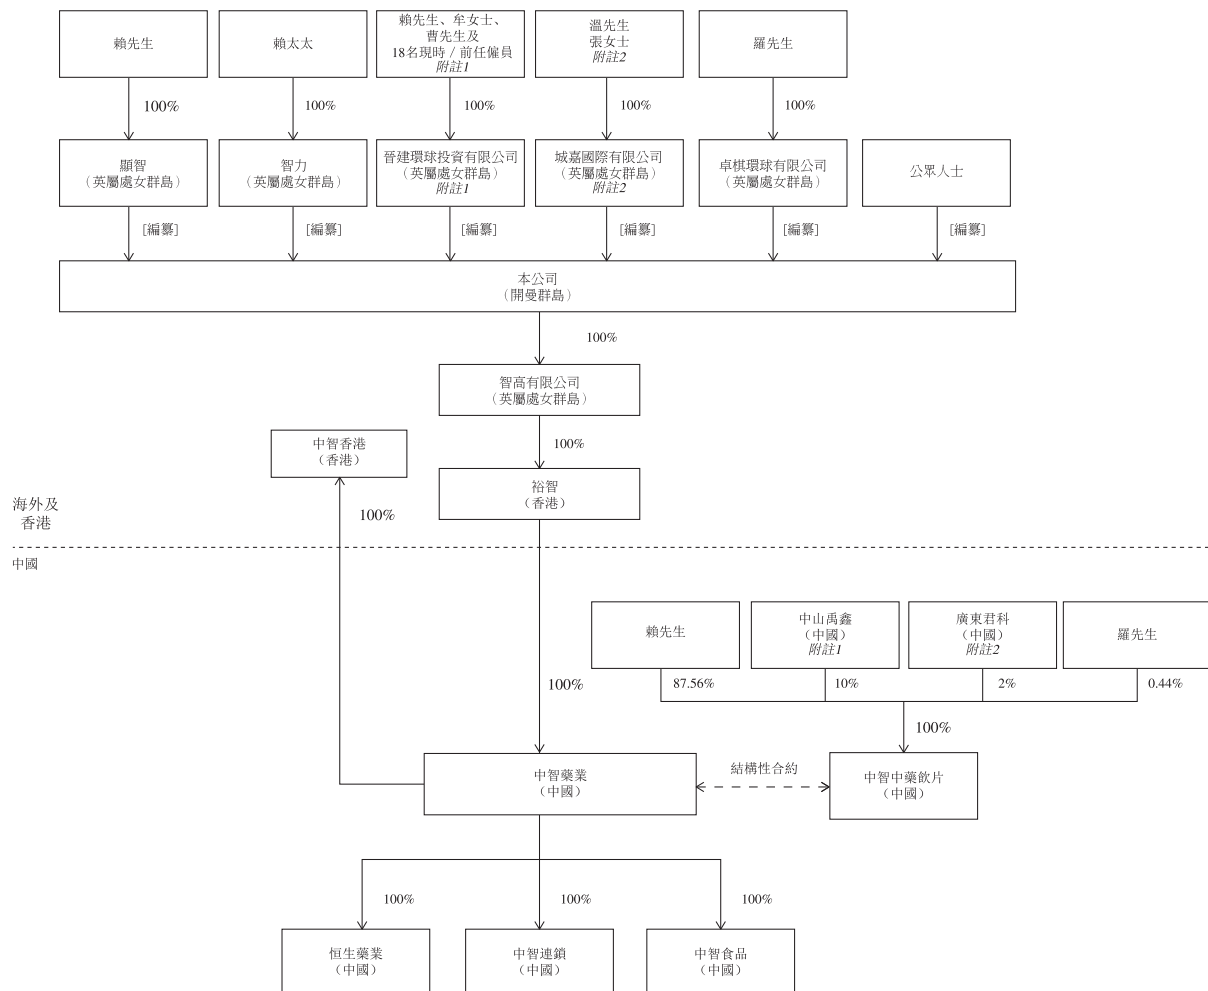 賴先生
賴太太
賴先生、牟女士、
曹先生及
18名現時／前任僱員
附註1
溫先生
張女士
附註2
羅先生
100%
100%
100%
100%
100%
顯智
(英屬處女群島)
智力
(英屬處女群島)
晉建環球投資有限公司
(英屬處女群島)
附註1
城嘉國際有限公司
(英屬處女群島)
附註2
卓棋環球有限公司
(英屬處女群島)
公眾人士
[編纂]
[編纂]
[編纂]
[編纂]
[編纂]
[編纂]
本公司
(開曼群島)
100%
智高有限公司
(英屬處女群島)
100%
中智香港
(香港)
裕智
(香港)
海外及
香港
100%
中國
賴先生
中山禹鑫
(中國)
附註1
廣東君科
(中國)
附註2
羅先生
87.56%
10%
2%
0.44%
100%
100%
中智藥業
(中國)
結構性合約
中智中藥飲片
(中國)
100%
100%
100%
恒生藥業
(中國)
中智連鎖
(中國)
中智食品
(中國)